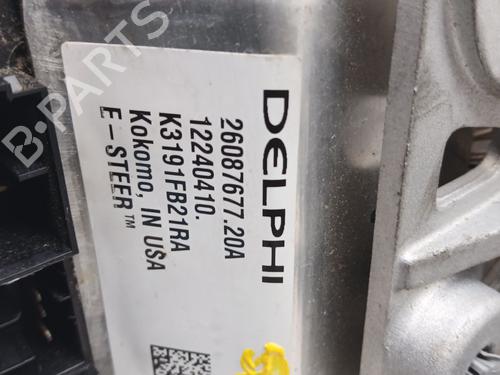 DELPHI
26087677.20A
12240410.
K3191FB21RA
Kokomo, IN USA
E-STEER™
B-PARTS